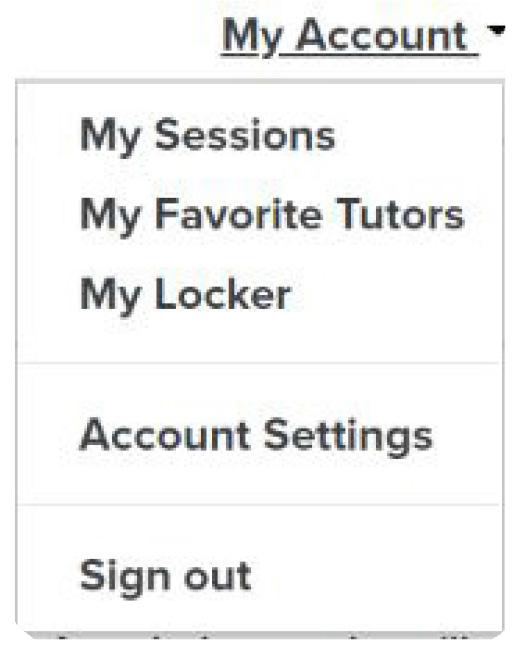 My Account
My Sessions
My Favorite Tutors
My Locker
Account Settings
Sign out